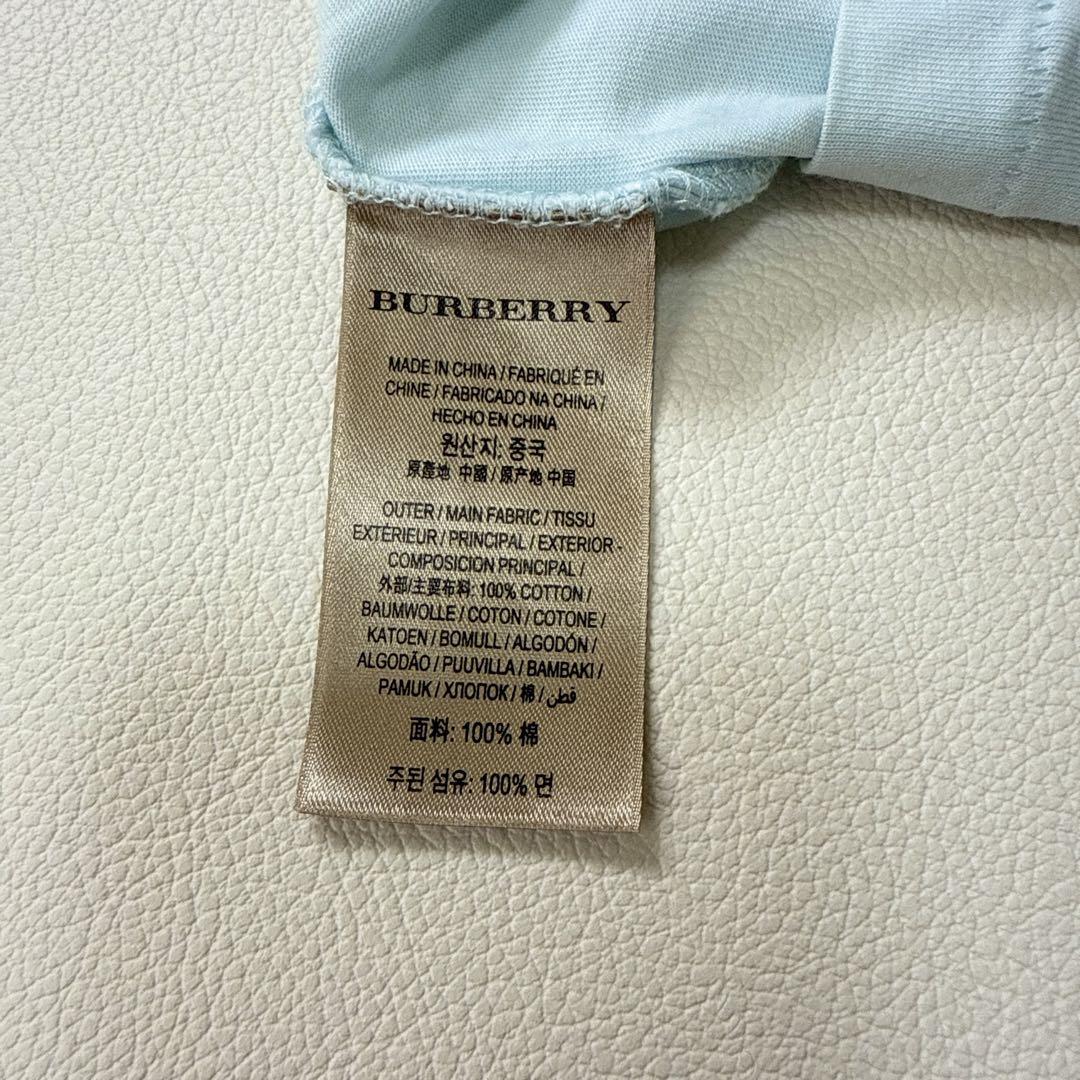 BURBERRY
MADE IN CHINA / FABRIQUÉ EN
CHINE / FABRICADO NA CHINA /
HECHO EN CHINA
원산지: 중국
原產地 中國 / 原产地 中国
OUTER / MAIN FABRIC / TISSU
EXTÉRIEUR / PRINCIPAL / EXTERIOR -
COMPOSICION PRINCIPAL /
外部/主要布料: 100% COTTON /
BAUMWOLLE / COTON / COTONE /
KATOEN / BOMULL / ALGODÓN /
ALGODÃO / PUUVILLA / BAMBAKI /
PAMUK / ХЛОПОК / 棉 / قطن
面料: 100% 棉
주된 섬유: 100% 면